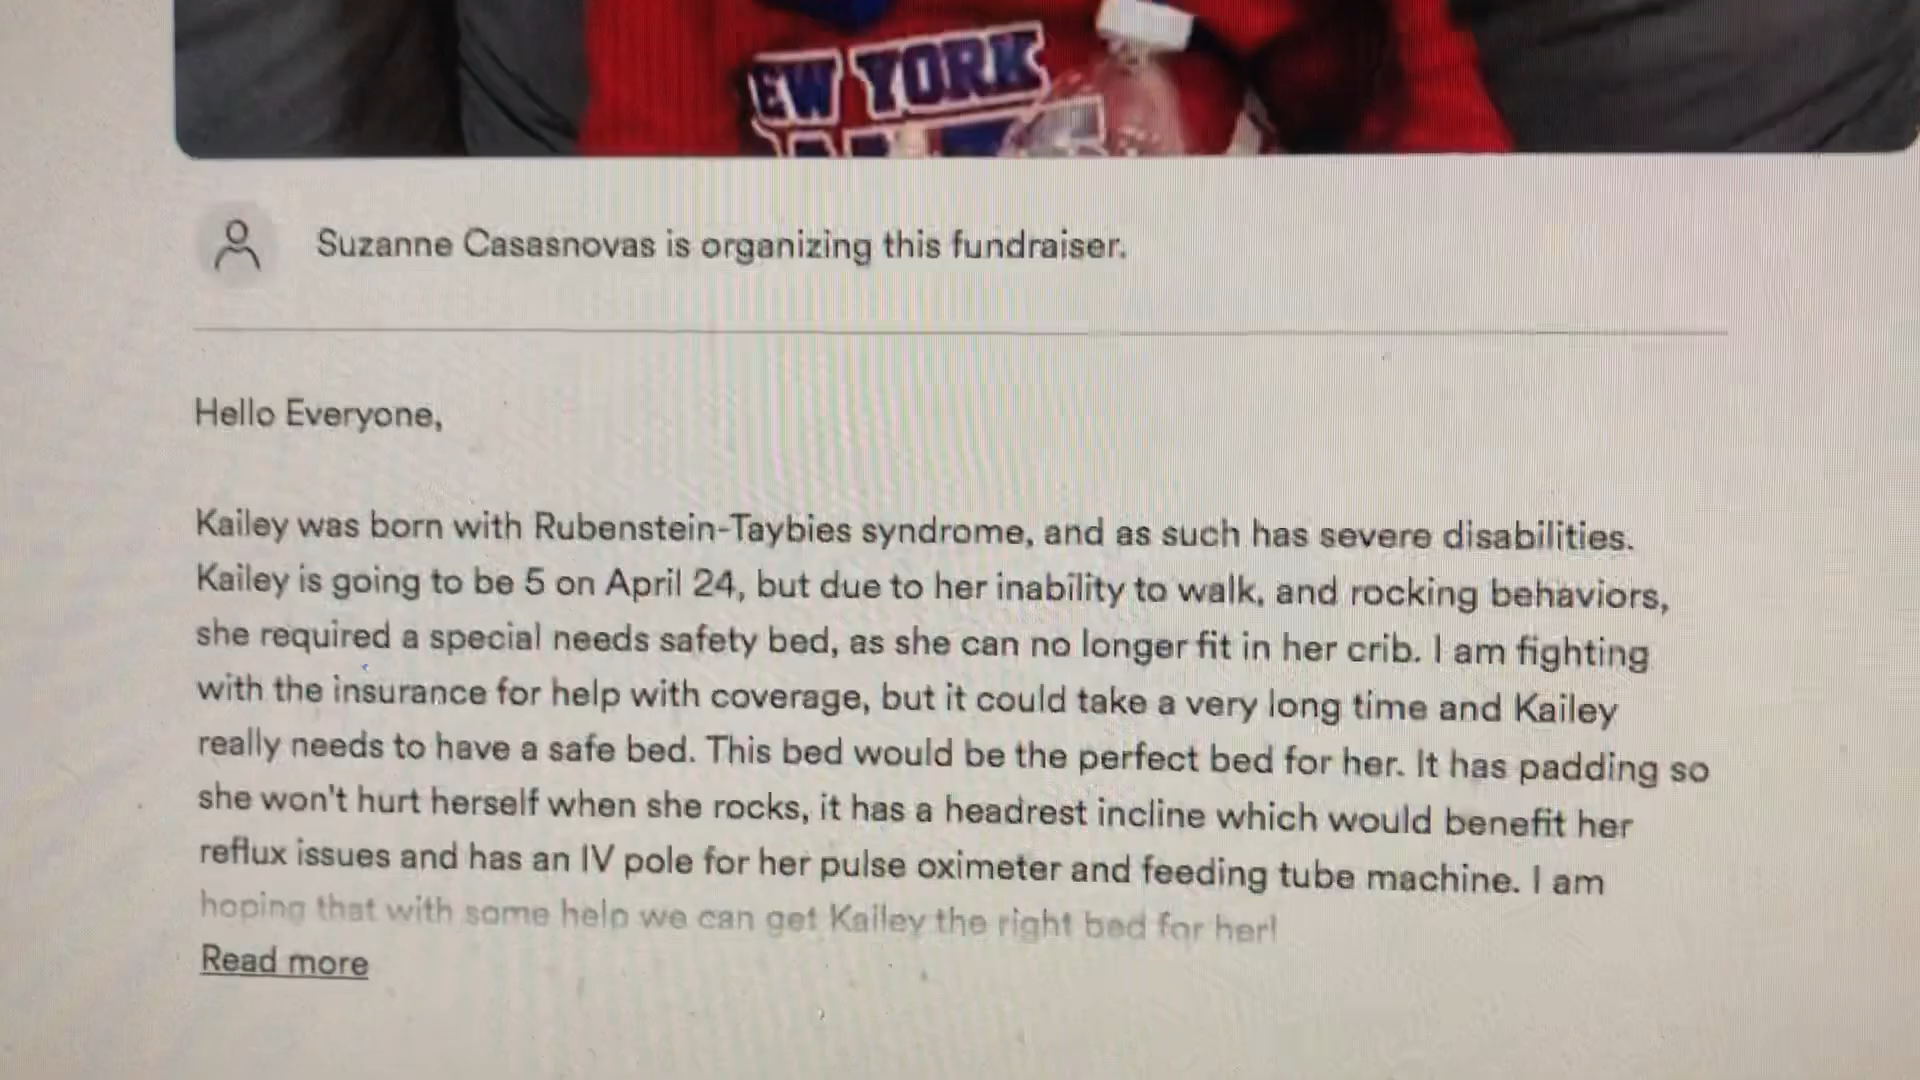 EW YORK
Suzanne Casasnovas is organizing this fundraiser.
Hello Everyone,
Kailey was born with Rubenstein-Taybies syndrome, and as such has severe disabilities.
Kailey is going to be 5 on April 24, but due to her inability to walk, and rocking behaviors,
she required a special needs safety bed, as she can no longer fit in her crib. I am fighting
with the insurance for help with coverage, but it could take a very long time and Kailey
really needs to have a safe bed. This bed would be the perfect bed for her. It has padding so
she won't hurt herself when she rocks, it has a headrest incline which would benefit her
reflux issues and has an IV pole for her pulse oximeter and feeding tube machine. I am
hoping that with some help we can get Kailey the right bed for her!
Read more